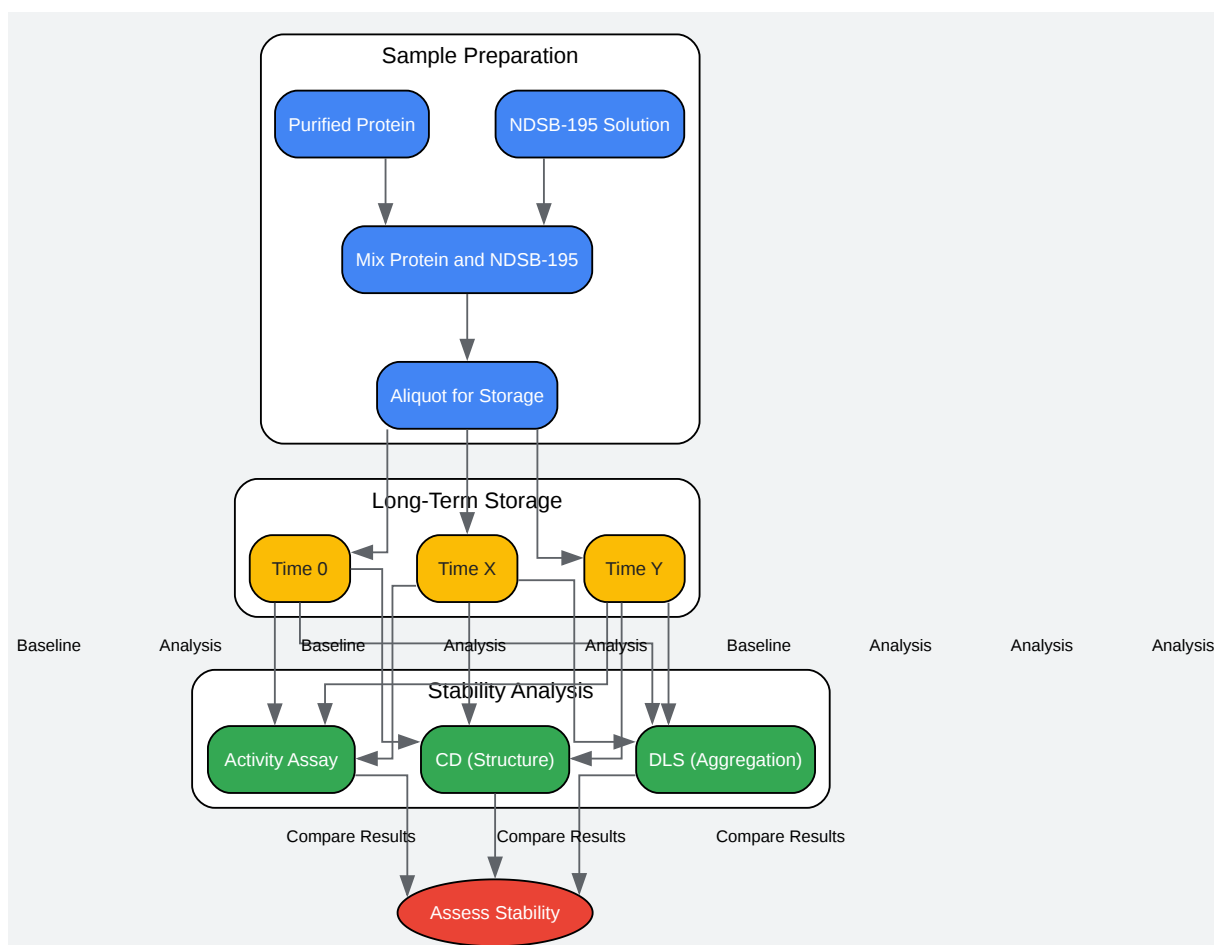 Sample Preparation
Purified Protein
NDSB-195 Solution
Mix Protein and NDSB-195
Aliquot for Storage
Long-Term Storage
Time 0
Time X
Time Y
Baseline
Analysis
Baseline
Analysis
Analysis
Baseline
Analysis
Analysis
Analysis
Stability Analysis
Activity Assay
CD (Structure)
DLS (Aggregation)
Compare Results
Compare Results
Compare Results
Assess Stability